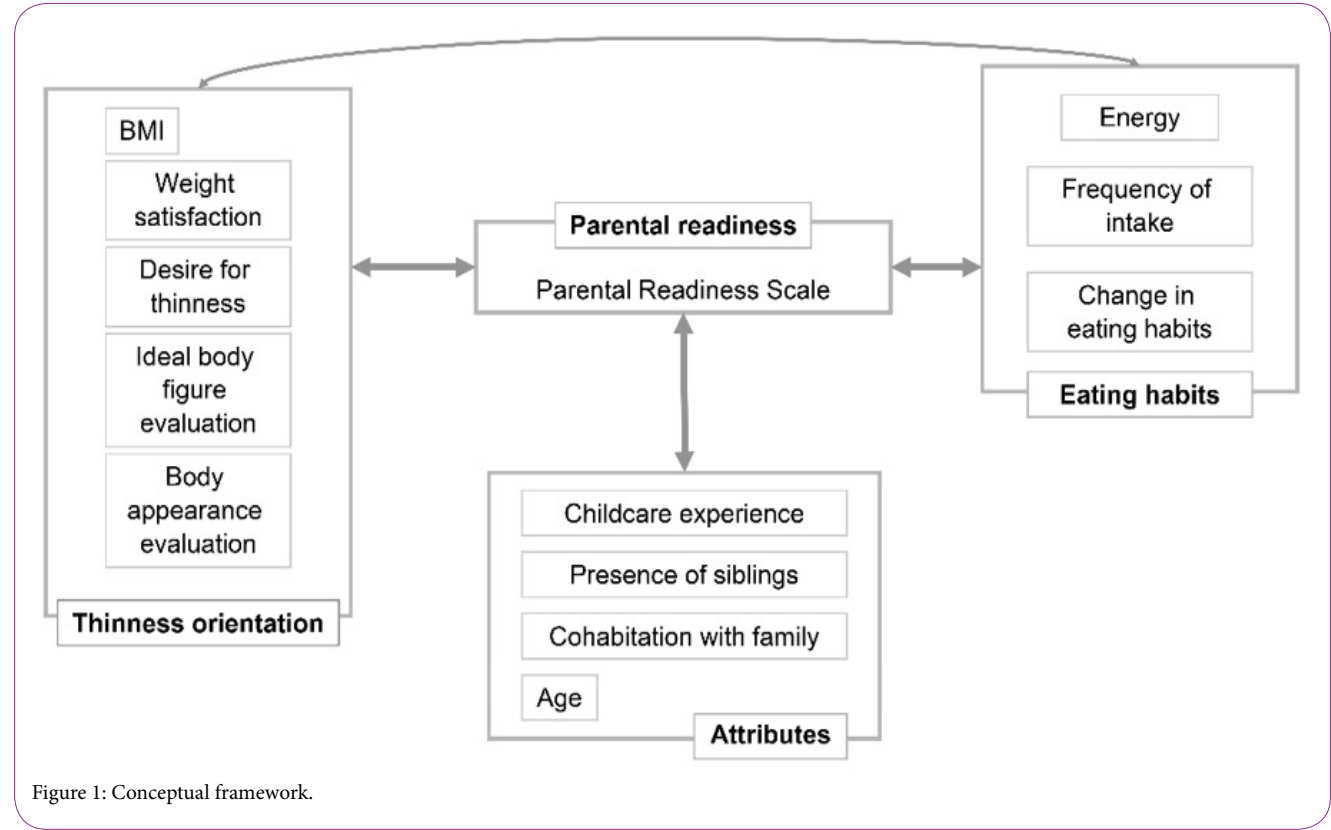 BMI
Weight
satisfaction
Desire for
thinness
Ideal body
figure
evaluation
Body
appearance
evaluation
Thinness orientation
Parental readiness
Parental Readiness Scale
Energy
Frequency of
intake
Change in
eating habits
Eating habits
Childcare experience
Presence of siblings
Cohabitation with family
Age
Attributes
Figure 1: Conceptual framework.